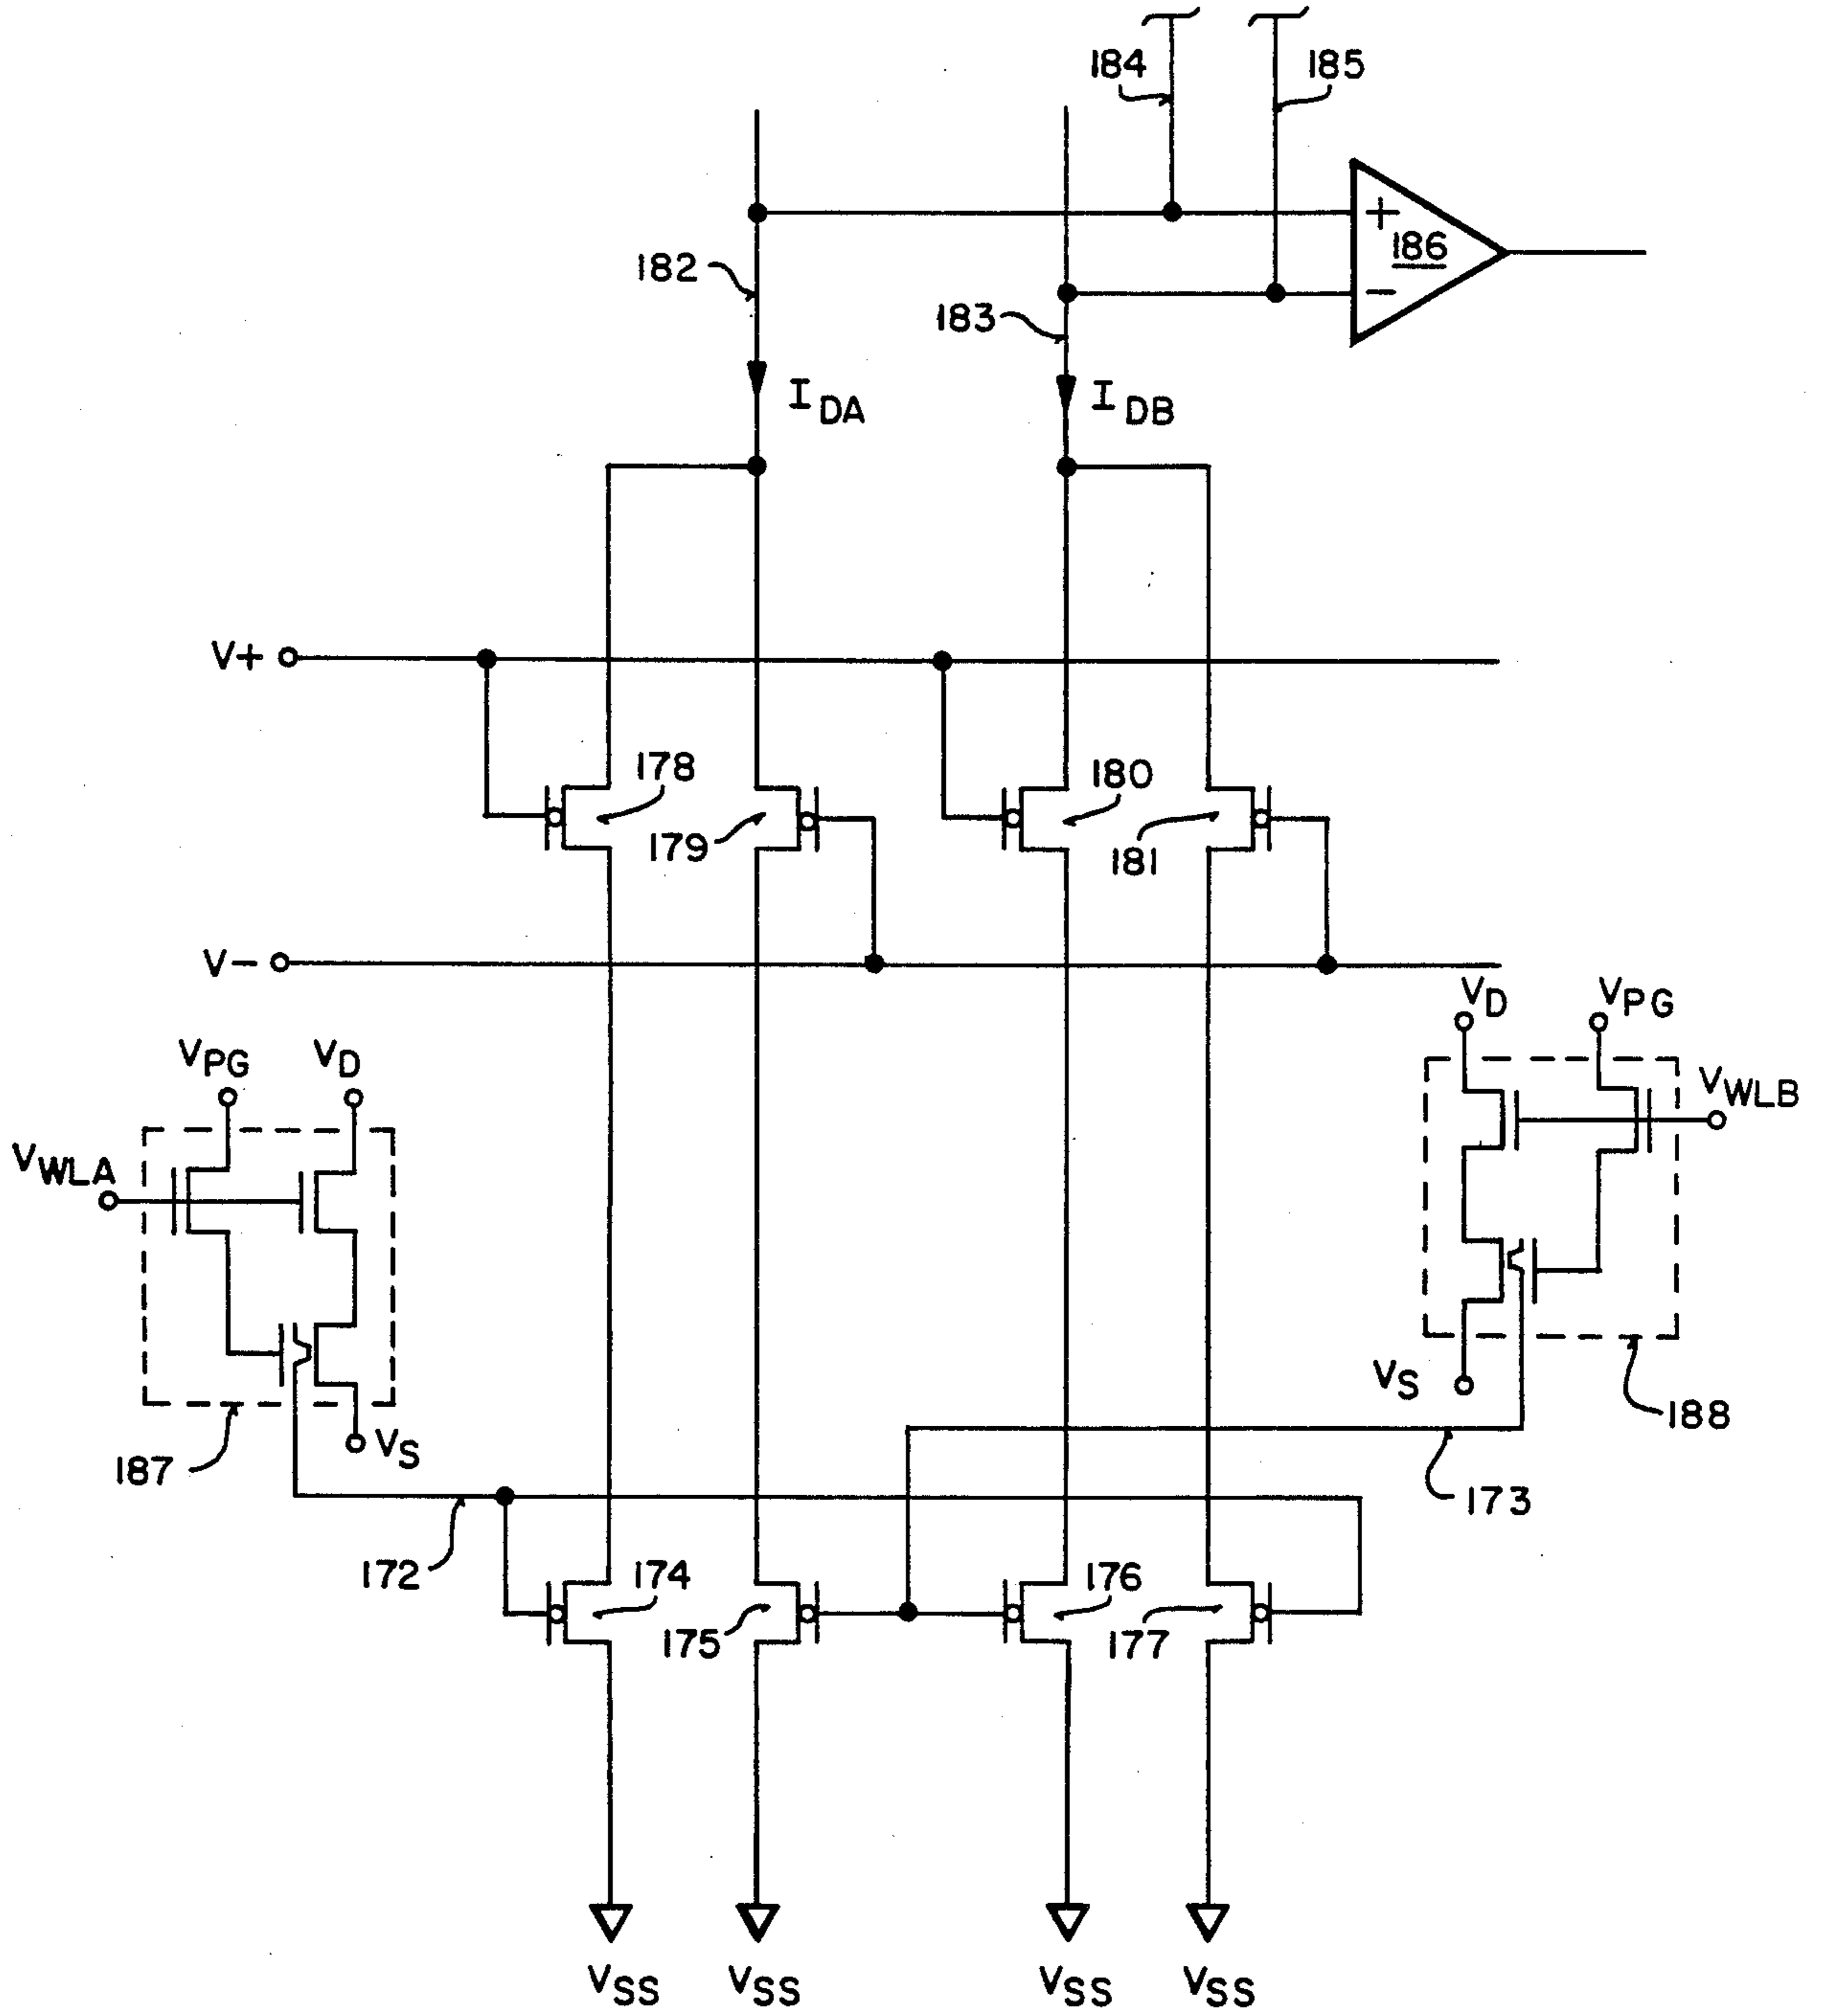 184
185
+
186
−
182
183
I DA
I DB
V+
178
179
180
181
V−
VD
VPG
VPG
VD
VWLB
VWLA
VS
188
VS
187
173
172
174
175
176
177
VSS
VSS
VSS
VSS